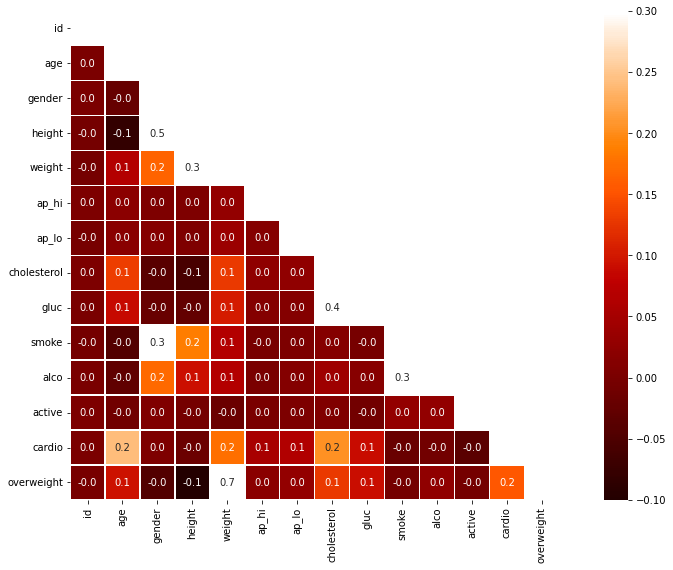 id
age 0.0
gender 0.0 -0.0
height -0.0 -0.1 0.5
weight -0.0 0.1 0.2 0.3
ap_hi 0.0 0.0 0.0 0.0 0.0
ap_lo -0.0 0.0 0.0 0.0 0.0 0.0
cholesterol 0.0 0.1 -0.0 -0.1 0.1 0.0 0.0
gluc 0.0 0.1 -0.0 -0.0 0.1 0.0 0.0 0.4
smoke -0.0 -0.0 0.3 0.2 0.1 -0.0 0.0 0.0 -0.0
alco 0.0 -0.0 0.2 0.1 0.1 0.0 0.0 0.0 0.0 0.3
active 0.0 -0.0 0.0 -0.0 -0.0 0.0 0.0 0.0 -0.0 0.0 0.0
cardio 0.0 0.2 0.0 -0.0 0.2 0.1 0.1 0.2 0.1 -0.0 -0.0 -0.0
overweight -0.0 0.1 -0.0 -0.1 0.7 0.0 0.0 0.1 0.1 -0.0 0.0 -0.0 0.2
id age gender height weight ap_hi ap_lo cholesterol gluc smoke alco active cardio overweight
0.30
0.25
0.20
0.15
0.10
0.05
0.00
−0.05
−0.10